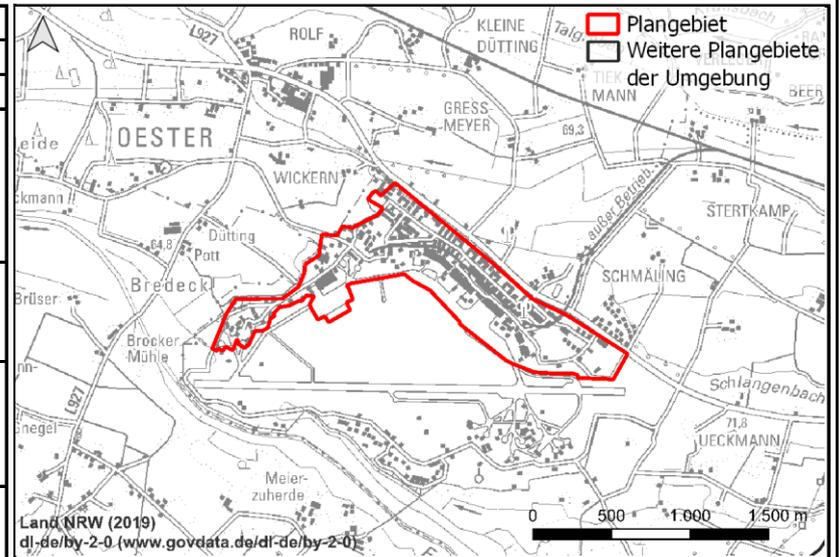 Plangebiet
Weitere Plangebiete
der Umgebung
L927
ROLF
KLEINE
DÜTTING
Talg.
TIEK
MANN
BEER
GRESS-
MEYER
69,3
OESTER
eide
WICKERN
ckmann
außer Betrieb
STERTKAMP
Dütting
64,8
Pott
Bredeck
SCHMÄLING
Brüser
Brocker
Mühle
nn-
Schlangenbach
L927
gnegel
71,8
UECKMANN
Meier-
zuherde
Land NRW (2019)
dl-de/by-2-0 (www.govdata.de/dl-de/by-2-0)
0 500 1.000 1.500 m